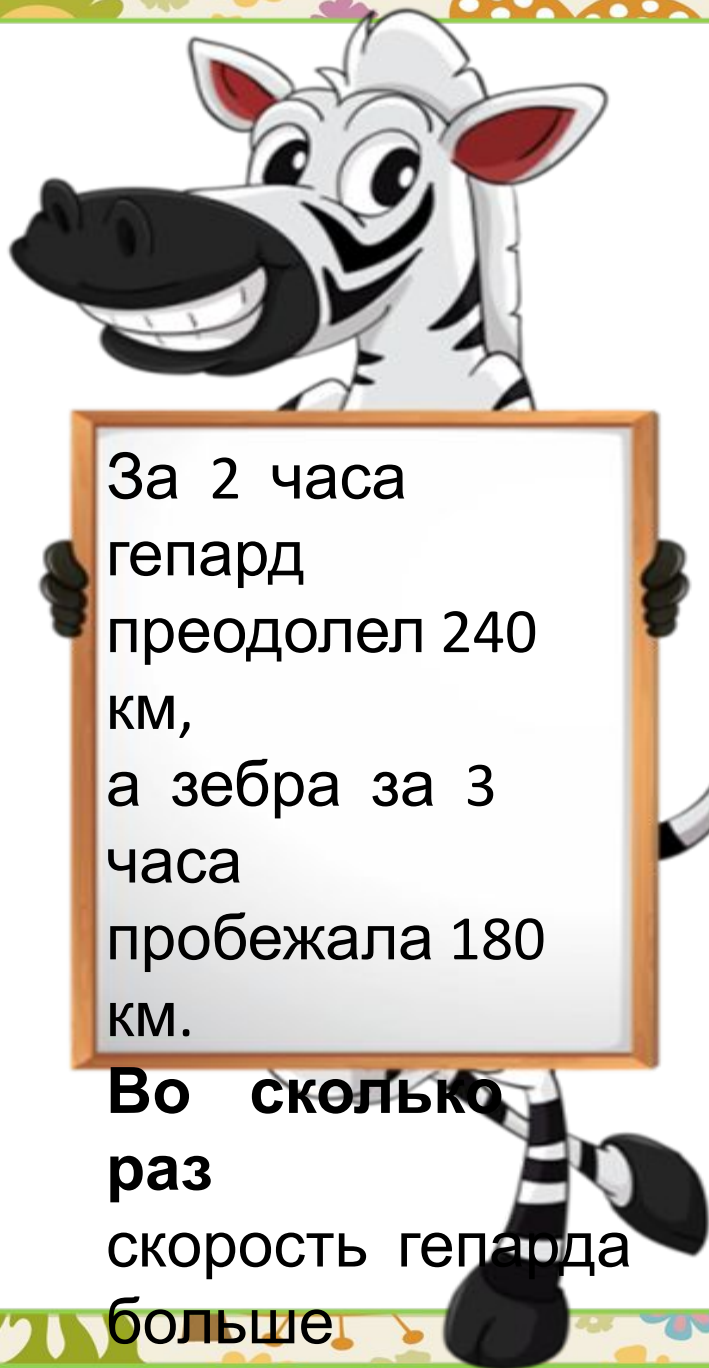 За 2 часа
гепард
преодолел 240
км,
а зебра за 3
часа
пробежала 180
км.
Во сколько
раз
скорость гепарда
больше